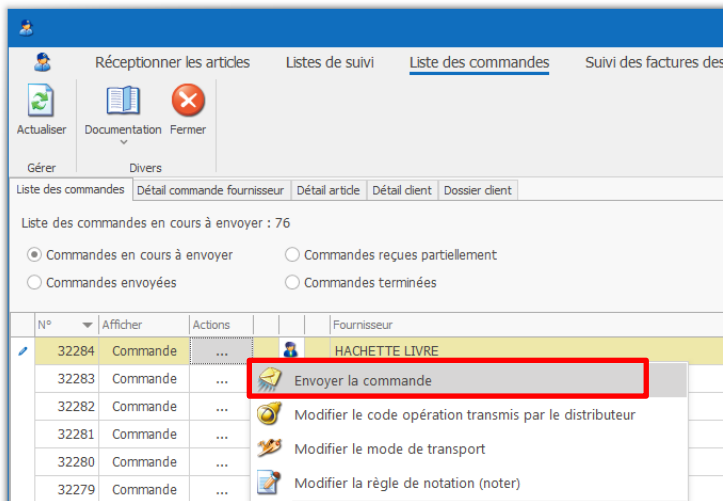 Réceptionner les articles Listes de suivi Liste des commandes Suivi des factures des
Actualiser Documentation Fermer
Gérer Divers
Liste des commandes Détail commande fournisseur Détail article Détail client Dossier client
Liste des commandes en cours à envoyer : 76
Commandes en cours à envoyer Commandes reçues partiellement
Commandes envoyées Commandes terminées
N° Afficher Actions Fournisseur
32284 Commande ... HACHETTE LIVRE
32283 Commande ... Envoyer la commande
32282 Commande ... Modifier le code opération transmis par le distributeur
32281 Commande ...
32280 Commande ... Modifier le mode de transport
32279 Commande ... Modifier la règle de notation (noter)